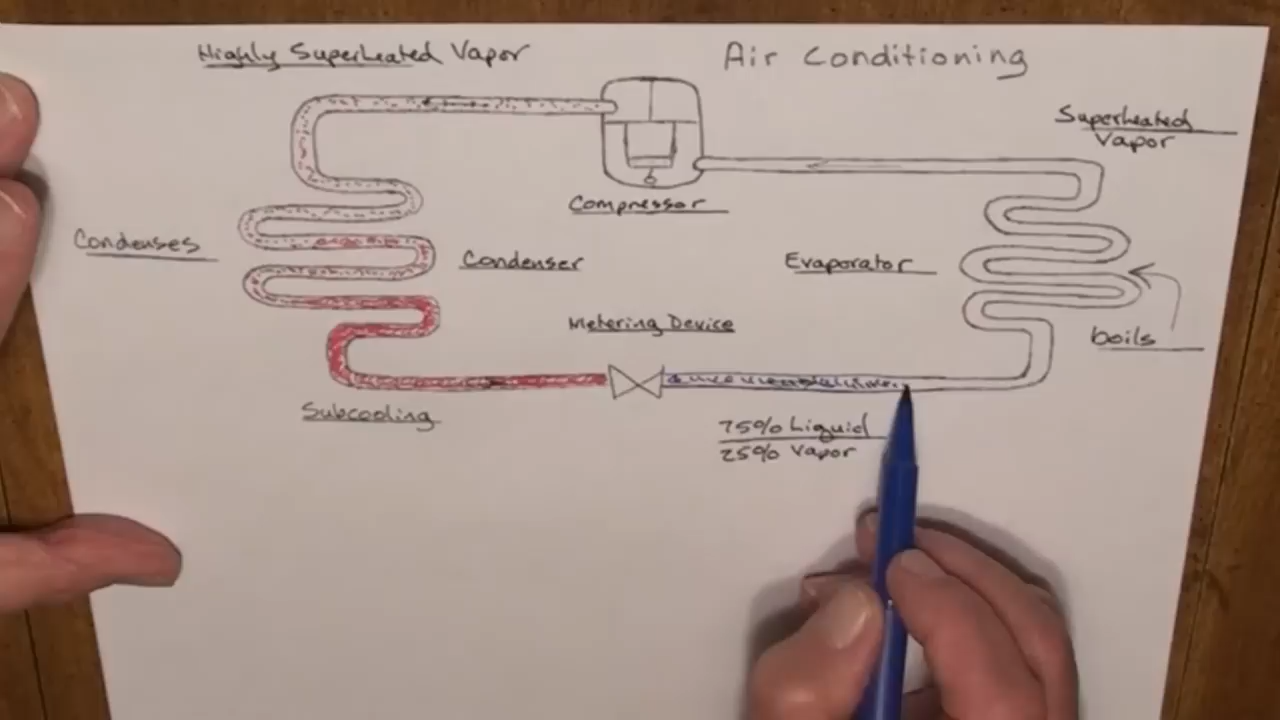 Highly Superheated Vapor
Air Conditioning
Superheated
Vapor
Compressor
Condenses
Condenser
Evaporator
Metering Device
boils
Subcooling
75% Liquid
25% Vapor